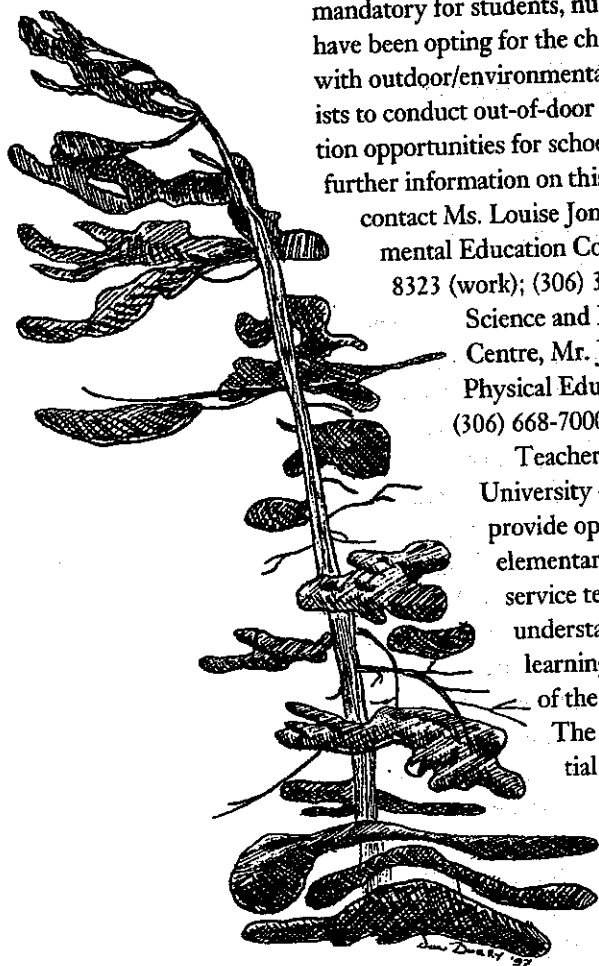 mandatory for students, nu
have been opting for the ch
with outdoor/environmenta
ists to conduct out-of-door
tion opportunities for schoo
further information on this
contact Ms. Louise Jon
mental Education Co
8323 (work); (306) 3
Science and
Centre, Mr. J
Physical Edu
(306) 668-7000
Teacher
University
provide op
elementar
service te
understa
learning
of the
The
tial